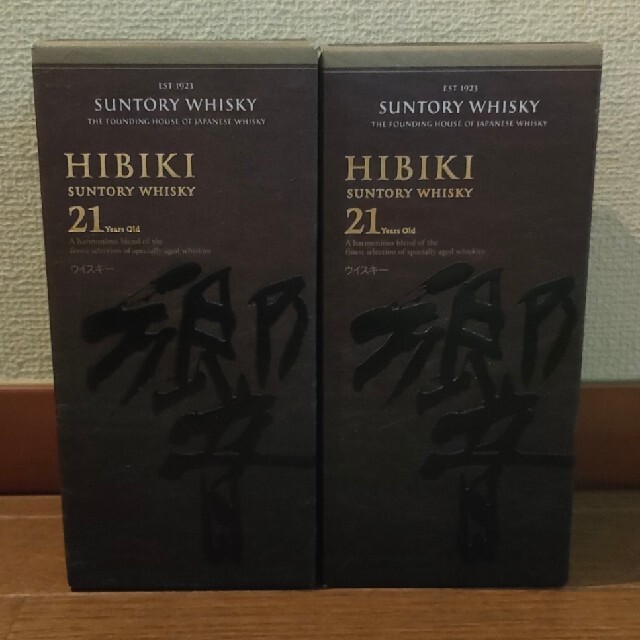 EST 1923
SUNTORY WHISKY
THE FOUNDING HOUSE OF JAPANESE WHISKY
HIBIKI
SUNTORY WHISKY
21 Years Old
A harmonious blend of the
finest selection of specially aged whiskies
ウイスキー
響
EST 1923
SUNTORY WHISKY
THE FOUNDING HOUSE OF JAPANESE WHISKY
HIBIKI
SUNTORY WHISKY
21 Years Old
A harmonious blend of the
finest selection of specially aged whiskies
ウイスキー
響